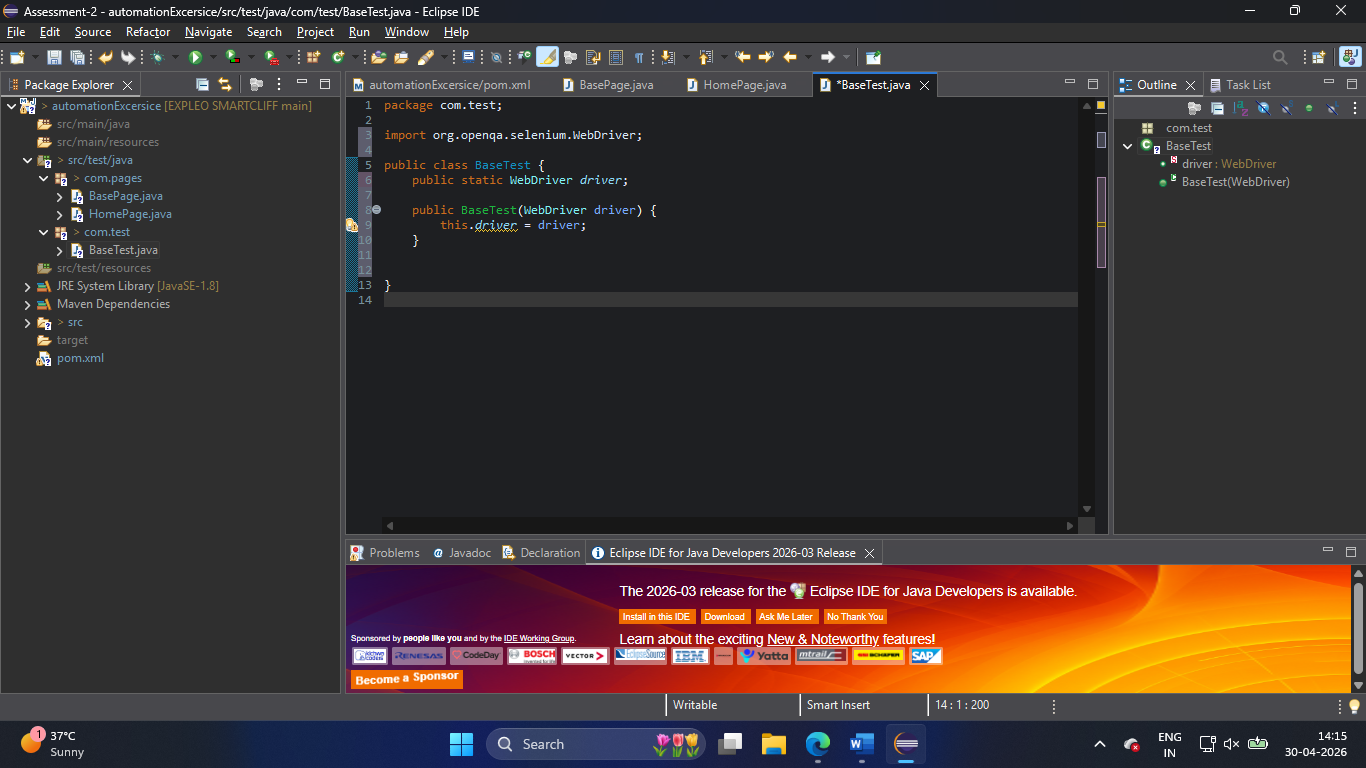 Assessment-2 - automationExcersice/src/test/java/com/test/BaseTest.java - Eclipse IDE
File Edit Source Refactor Navigate Search Project Run Window Help
Package Explorer
> automationExcersice [EXPLEO SMARTCLIFF main]
src/main/java
src/main/resources
> src/test/java
> com.pages
BasePage.java
HomePage.java
> com.test
BaseTest.java
src/test/resources
JRE System Library [JavaSE-1.8]
Maven Dependencies
> src
target
pom.xml
automationExcersice/pom.xml BasePage.java HomePage.java *BaseTest.java
1 package com.test;
2
3 import org.openqa.selenium.WebDriver;
4
5 public class BaseTest {
6 public static WebDriver driver;
7
8 public BaseTest(WebDriver driver) {
9 this.driver = driver;
10 }
11
12
13 }
14
Outline Task List
com.test
BaseTest
driver : WebDriver
BaseTest(WebDriver)
Problems Javadoc Declaration Eclipse IDE for Java Developers 2026-03 Release
The 2026-03 release for the Eclipse IDE for Java Developers is available.
Install in this IDE Download Ask Me Later No Thank You
Learn about the exciting New & Noteworthy features!
Sponsored by people like you and by the IDE Working Group.
RENESAS CodeDay BOSCH VECTOR EclipseSource IBM Yatta mtrail SCHÄFER SAP
Become a Sponsor
Writable Smart Insert 14 : 1 : 200
1
37°C
Sunny
Search
ENG
IN
14:15
30-04-2026